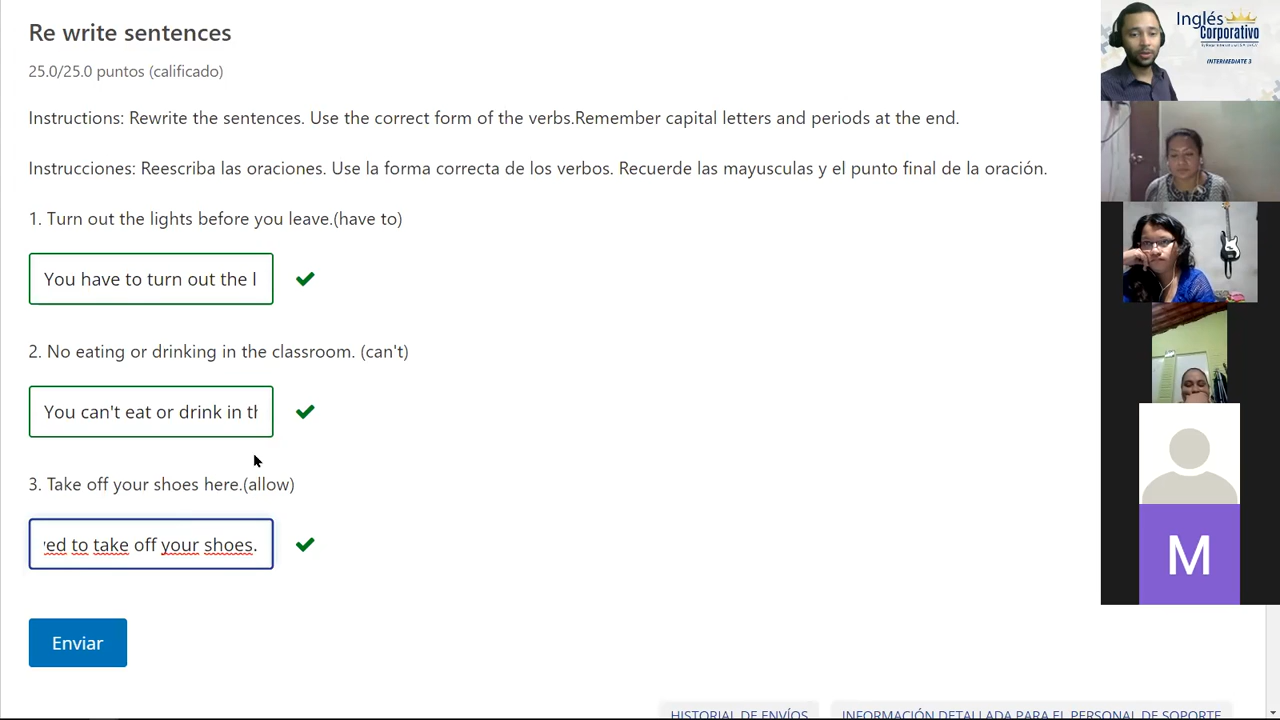 Re write sentences
25.0/25.0 puntos (calificado)
Instructions: Rewrite the sentences. Use the correct form of the verbs.Remember capital letters and periods at the end.
Instrucciones: Reescriba las oraciones. Use la forma correcta de los verbos. Recuerde las mayusculas y el punto final de la oración.
1. Turn out the lights before you leave.(have to)
You have to turn out the l
2. No eating or drinking in the classroom. (can't)
You can't eat or drink in th
3. Take off your shoes here.(allow)
ed to take off your shoes.
Enviar
HISTORIAL DE ENVÍOS
INFORMACIÓN DETALLADA PARA EL PERSONAL DE SOPORTE
Inglés
Corporativo
INTERMEDIATE 3
M